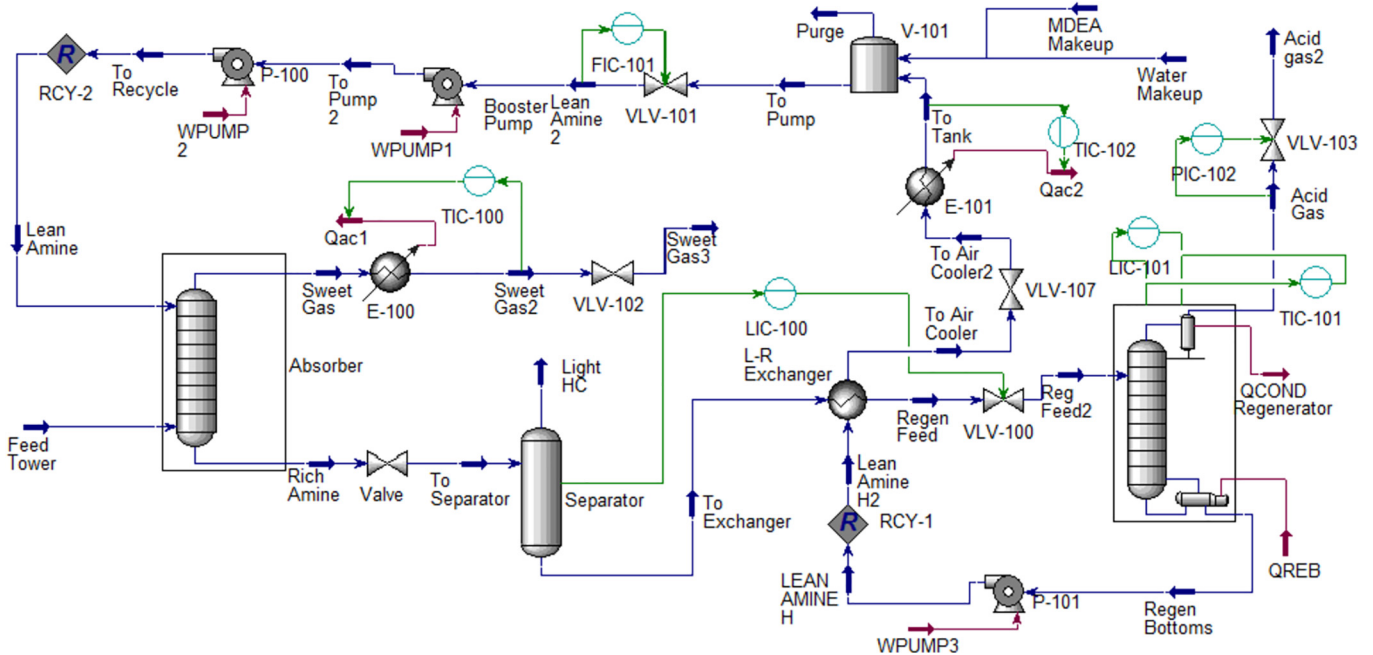 Purge
V-101
MDEA
Makeup
Acid
gas2
FIC-101
R
RCY-2
To
Recycle
P-100
To
Pump
2
Booster
Pump
Lean
Amine
2
VLV-101
To
Pump
Water
Makeup
To
Tank
WPUMP
2
WPUMP1
TIC-102
PIC-102
VLV-103
TIC-100
E-101
Qac2
Acid
Gas
Lean
Amine
Qac1
Sweet
Gas3
To Air
Cooler2
LIC-101
Sweet
Gas
E-100
Sweet
Gas2
VLV-102
VLV-107
TIC-101
LIC-100
To Air
Cooler
Absorber
Light
HC
L-R
Exchanger
QCOND
Regenerator
Regen
Feed
VLV-100
Reg
Feed2
Feed
Tower
Rich
Amine
Valve
To
Separator
Separator
To
Exchanger
Lean
Amine
H2
R
RCY-1
QREB
LEAN
AMINE
H
P-101
Regen
Bottoms
WPUMP3